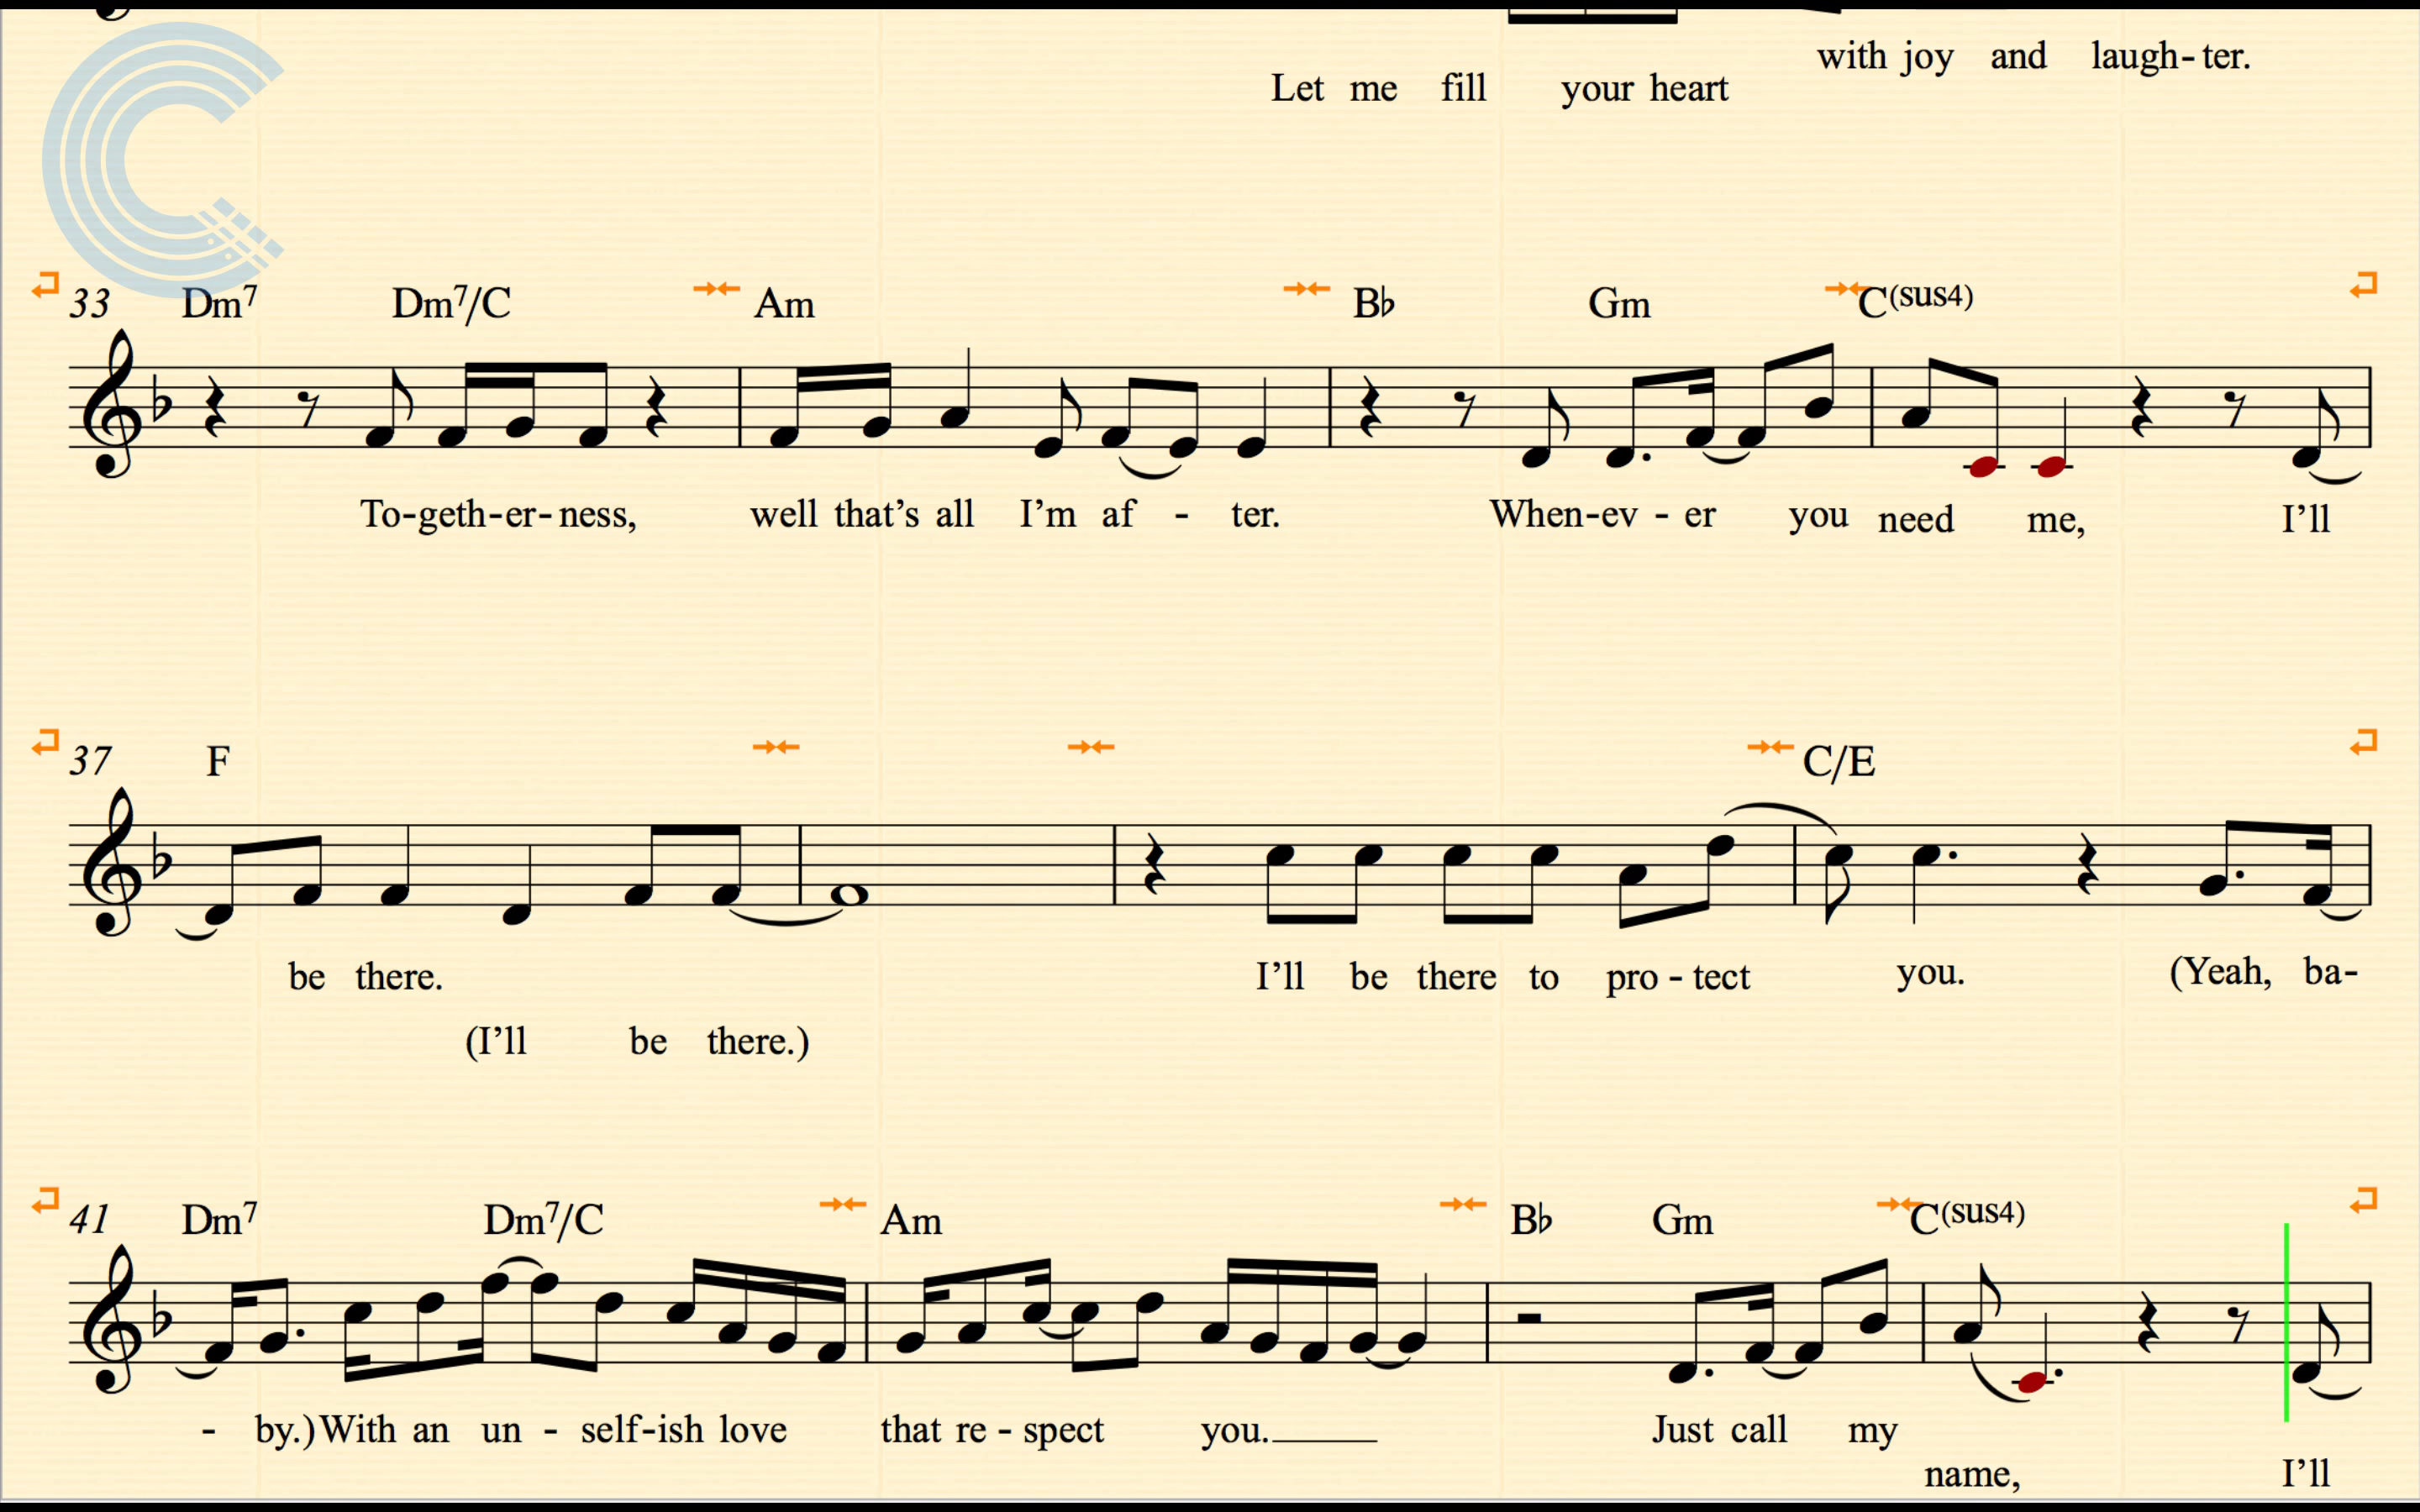 with joy and laugh-ter.
Let me fill your heart
33 Dm7 Dm7/C Am B♭ Gm C(sus4)
To-geth-er-ness, well that's all I'm af - ter. When-ev - er you need me, I'll
37 F C/E
be there. I'll be there to pro - tect you. (Yeah, ba-
(I'll be there.)
41 Dm7 Dm7/C Am B♭ Gm C(sus4)
- by.) With an un - self-ish love that re - spect you.____ Just call my
name, I'll